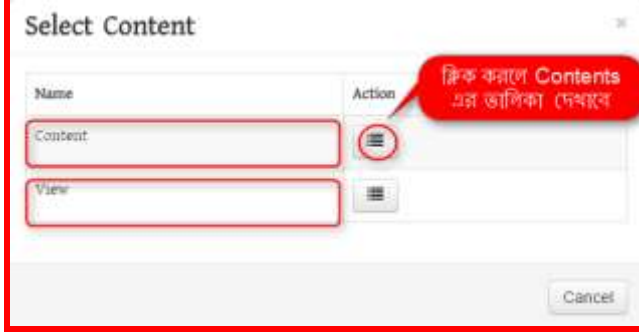 Select Content
×
Name Action
ক্লিক করলে Contents
এর তালিকা দেখাবে
Content
View
Cancel